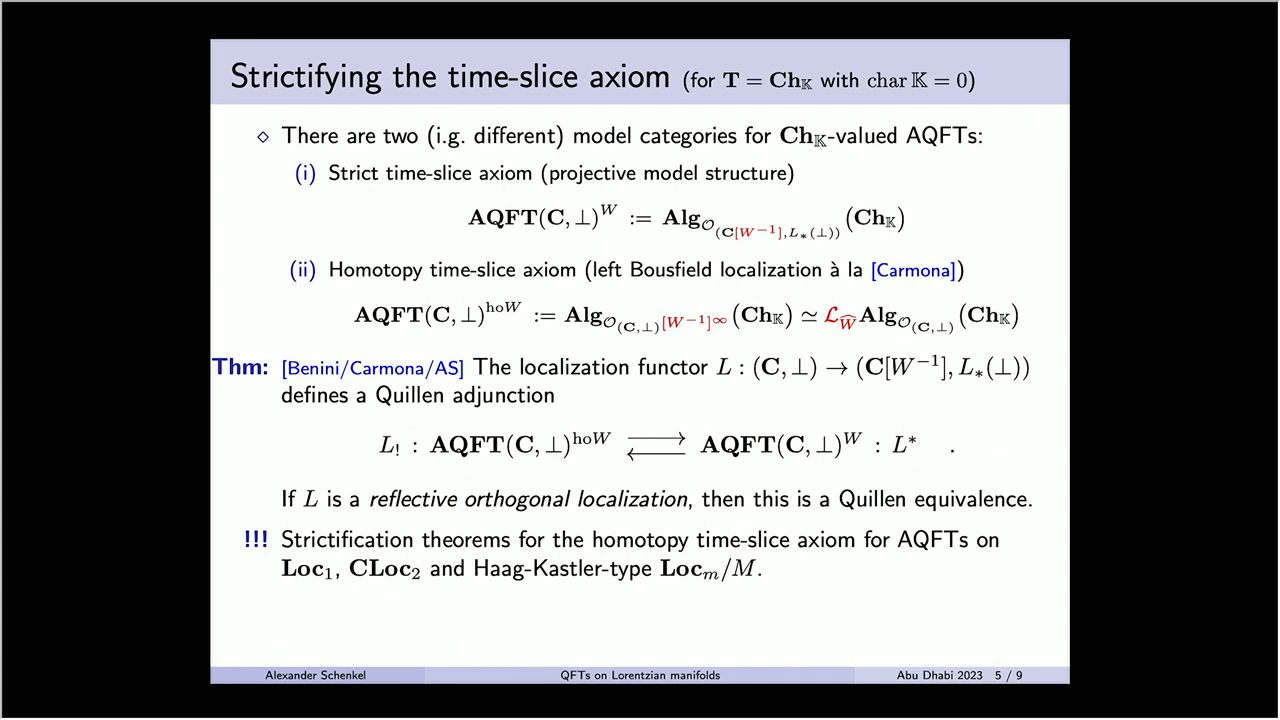 Strictifying the time-slice axiom (for T = Ch_𝕂 with char 𝕂 = 0)
⋄ There are two (i.g. different) model categories for Ch_𝕂-valued AQFTs:
(i) Strict time-slice axiom (projective model structure)
AQFT(C, ⊥)^W := Alg_{O_{(C[W^{-1}], L_*(⊥))}}(Ch_𝕂)
(ii) Homotopy time-slice axiom (left Bousfield localization à la [Carmona])
AQFT(C, ⊥)^{hoW} := Alg_{O_{(C,⊥)}[W^{-1}]^∞}(Ch_𝕂) ≃ L_{\widehat{W}} Alg_{O_{(C,⊥)}}(Ch_𝕂)
Thm: [Benini/Carmona/AS] The localization functor L : (C, ⊥) → (C[W^{-1}], L_*(⊥))
defines a Quillen adjunction
L_! : AQFT(C, ⊥)^{hoW} ⇄ AQFT(C, ⊥)^W : L^* .
If L is a reflective orthogonal localization, then this is a Quillen equivalence.
!!! Strictification theorems for the homotopy time-slice axiom for AQFTs on
Loc_1, CLoc_2 and Haag-Kastler-type Loc_m/M.
Alexander Schenkel QFTs on Lorentzian manifolds Abu Dhabi 2023 5 / 9